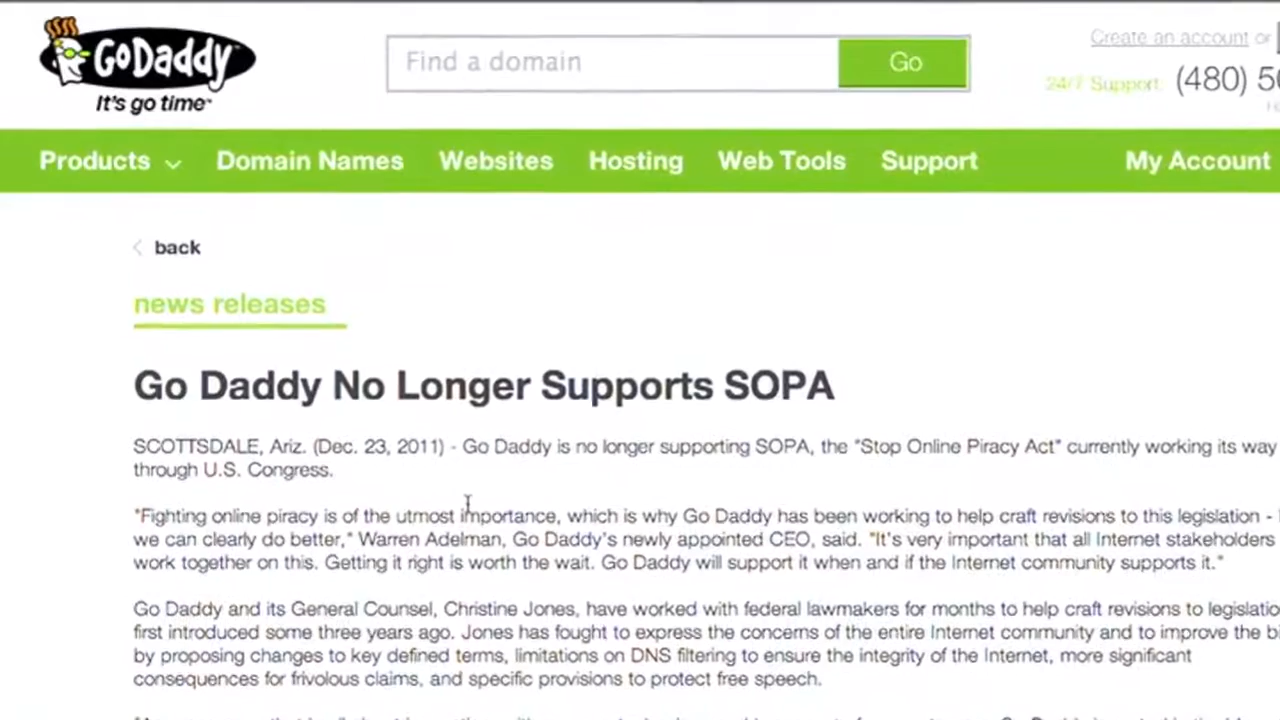 GoDaddy™
It's go time™
Find a domain
Go
Create an account or
24/7 Support:
(480)
Products
Domain Names
Websites
Hosting
Web Tools
Support
My Account
back
news releases
Go Daddy No Longer Supports SOPA
SCOTTSDALE, Ariz. (Dec. 23, 2011) - Go Daddy is no longer supporting SOPA, the "Stop Online Piracy Act" currently working its way
through U.S. Congress.
"Fighting online piracy is of the utmost importance, which is why Go Daddy has been working to help craft revisions to this legislation -
we can clearly do better," Warren Adelman, Go Daddy's newly appointed CEO, said. "It's very important that all Internet stakeholders
work together on this. Getting it right is worth the wait. Go Daddy will support it when and if the Internet community supports it."
Go Daddy and its General Counsel, Christine Jones, have worked with federal lawmakers for months to help craft revisions to
first introduced some three years ago. Jones has fought to express the concerns of the entire Internet community and to improve the
by proposing changes to key defined terms, limitations on DNS filtering to ensure the integrity of the Internet, more significant
consequences for frivolous claims, and specific provisions to protect free speech.